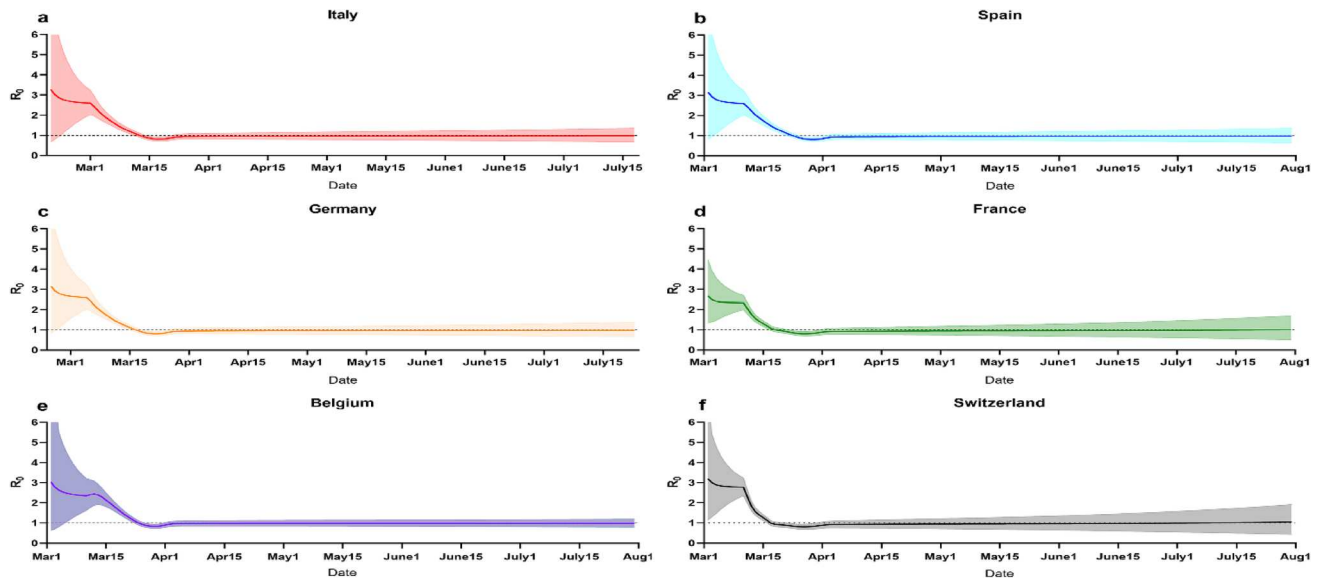 a Italy
6
5
4
3
2
1
0
R0
Mar1 Mar15 Apr1 Apr15 May1 May15 June1 June15 July1 July15
Date
b Spain
6
5
4
3
2
1
0
R0
Mar1 Mar15 Apr1 Apr15 May1 May15 June1 June15 July1 July15 Aug1
Date
c Germany
6
5
4
3
2
1
0
R0
Mar1 Mar15 Apr1 Apr15 May1 May15 June1 June15 July1 July15
Date
d France
6
5
4
3
2
1
0
R0
Mar1 Mar15 Apr1 Apr15 May1 May15 June1 June15 July1 July15 Aug1
Date
e Belgium
6
5
4
3
2
1
0
R0
Mar1 Mar15 Apr1 Apr15 May1 May15 June1 June15 July1 July15 Aug1
Date
f Switzerland
6
5
4
3
2
1
0
R0
Mar1 Mar15 Apr1 Apr15 May1 May15 June1 June15 July1 July15 Aug1
Date